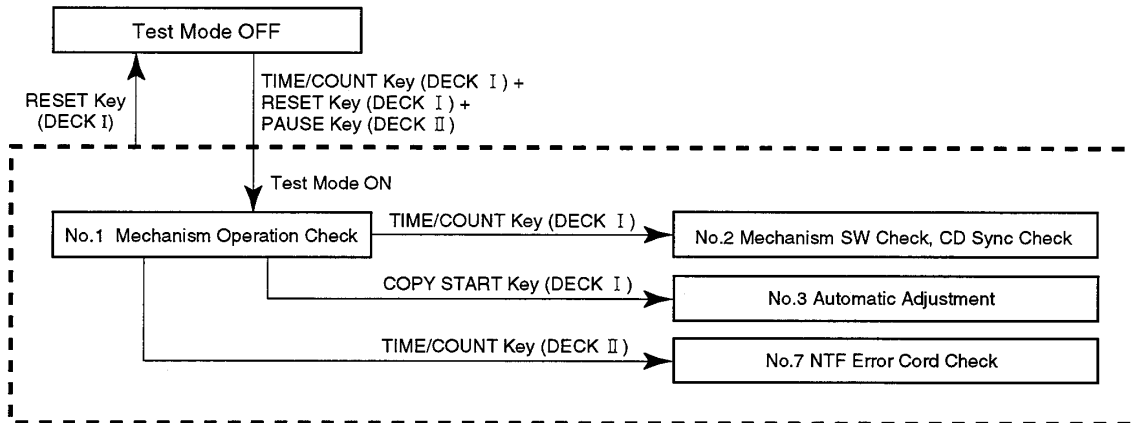 Test Mode OFF
RESET Key
(DECK I)
TIME/COUNT Key (DECK Ⅰ) +
RESET Key (DECK Ⅰ) +
PAUSE Key (DECK Ⅱ)
Test Mode ON
No.1 Mechanism Operation Check
TIME/COUNT Key (DECK Ⅰ)
No.2 Mechanism SW Check, CD Sync Check
COPY START Key (DECK Ⅰ)
No.3 Automatic Adjustment
TIME/COUNT Key (DECK Ⅱ)
No.7 NTF Error Cord Check